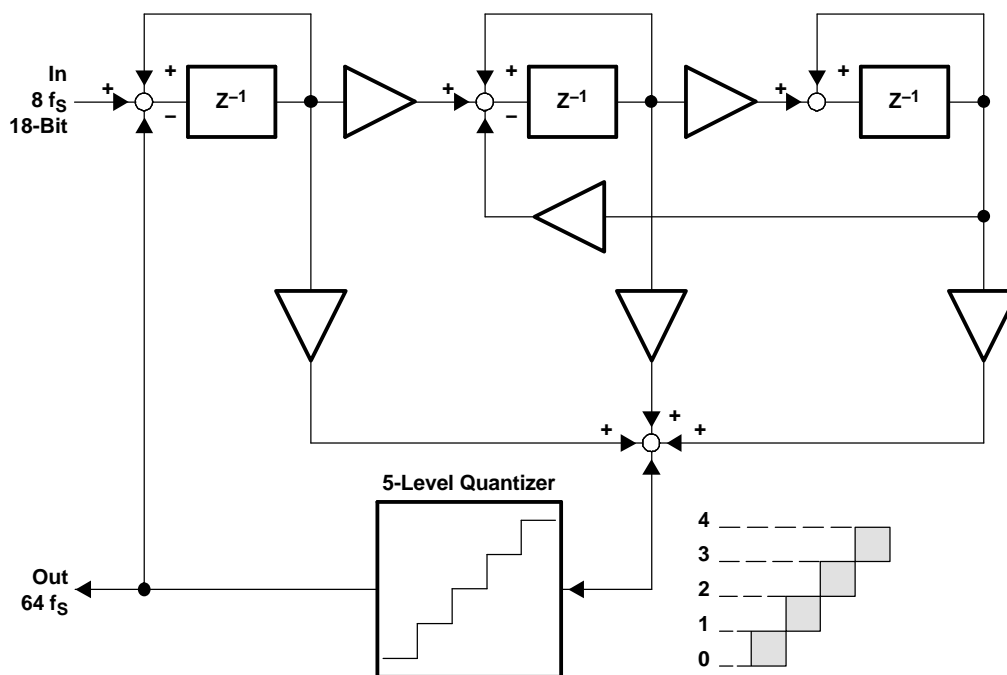 In
8 fS
18-Bit
+
+
−
Z−1
+
+
−
Z−1
+
+
Z−1
+
+
+
5-Level Quantizer
Out
64 fS
4
3
2
1
0